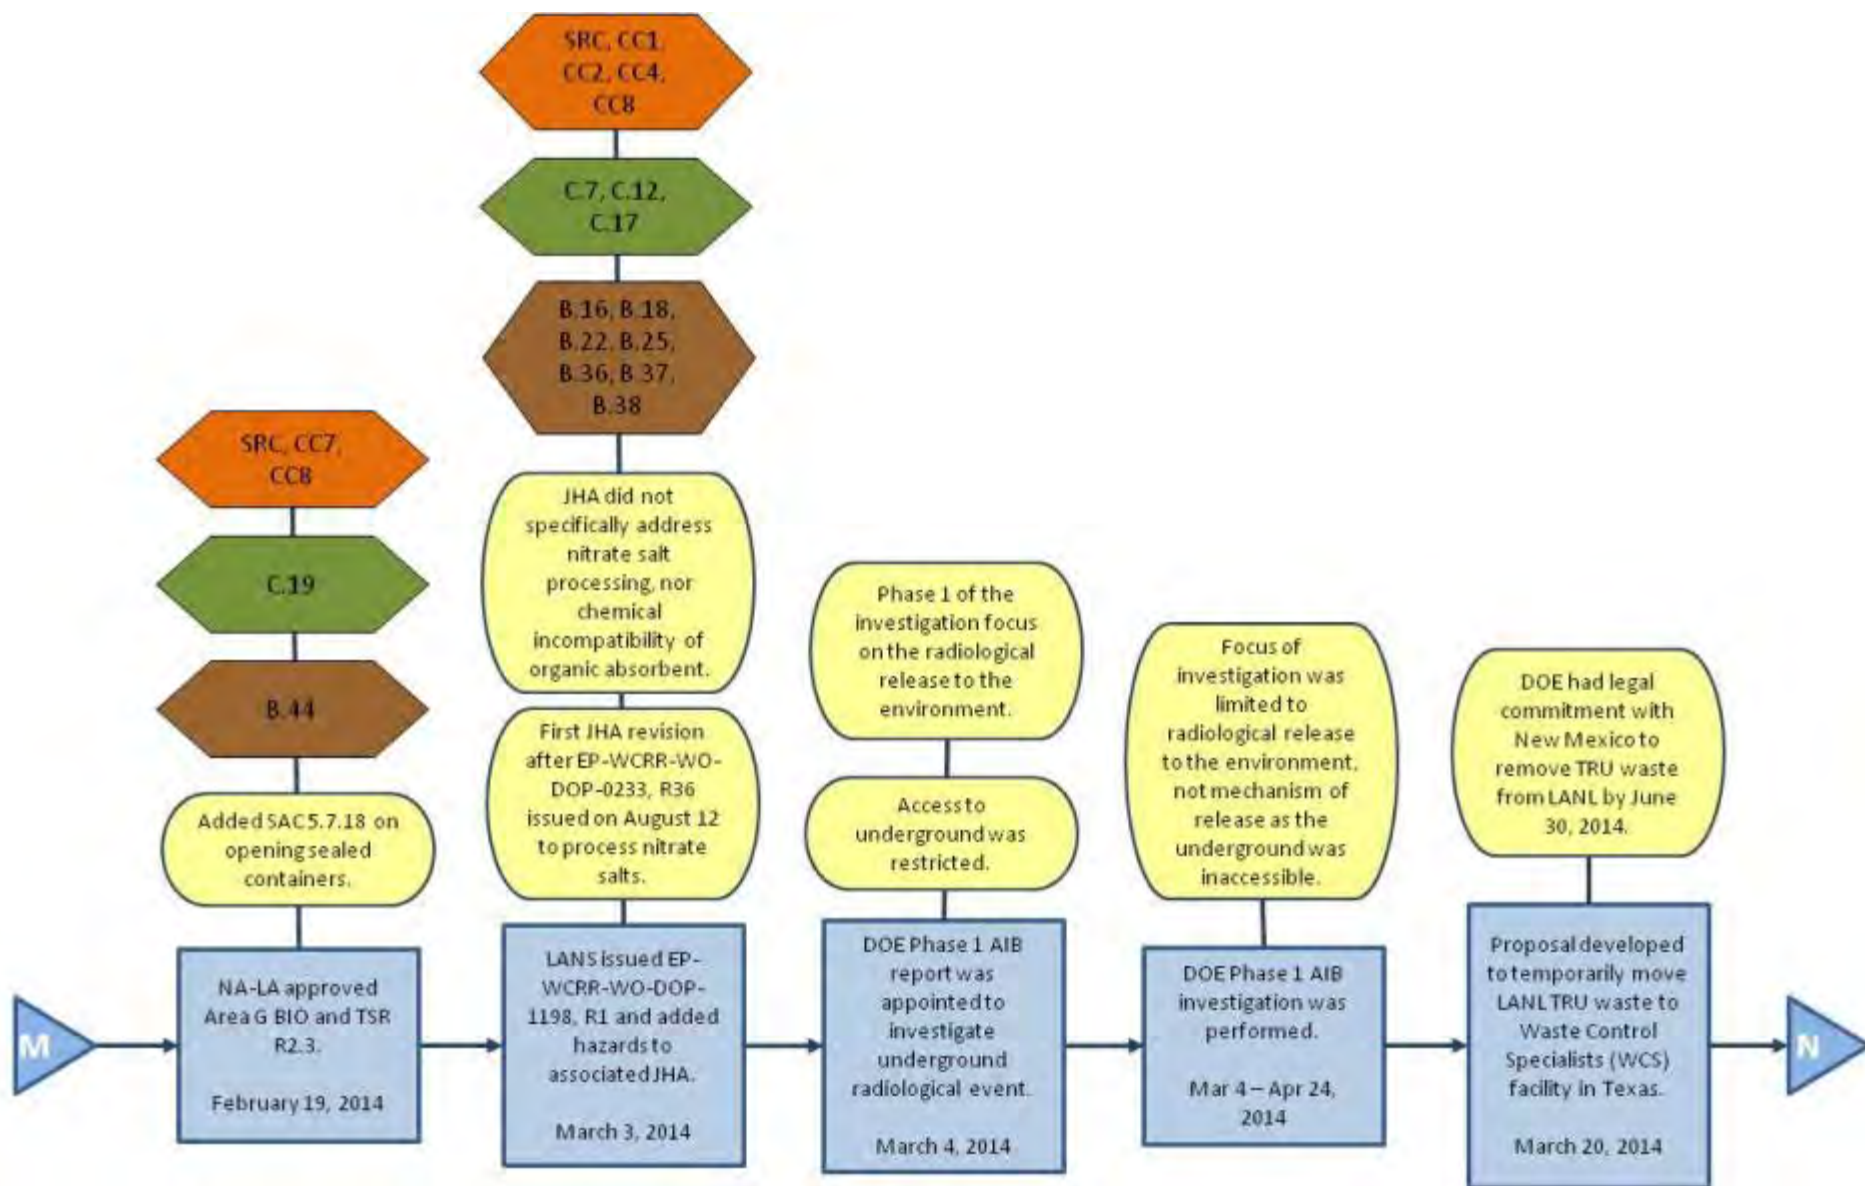 SRC, CC1,
CC2, CC4,
CC8
C.7, C.12,
C.17
B.16, B.18,
B.22, B.25,
B.36, B.37,
B.38
SRC, CC7,
CC8
C.19
B.44
JHA did not
specifically address
nitrate salt
processing, nor
chemical
incompatibility of
organic absorbent.
First JHA revision
after EP-WCRR-WO-
DOP-0233, R36
issued on August 12
to process nitrate
salts.
Added SAC 5.7.18 on
opening sealed
containers.
Phase 1 of the
investigation focus
on the radiological
release to the
environment.
Access to
underground was
restricted.
Focus of
investigation was
limited to
radiological release
to the environment,
not mechanism of
release as the
underground was
inaccessible.
DOE had legal
commitment with
New Mexico to
remove TRU waste
from LANL by June
30, 2014.
M
NA-LA approved
Area G BIO and TSR
R2.3.
February 19, 2014
LANS issued EP-
WCRR-WO-DOP-
1198, R1 and added
hazards to
associated JHA.
March 3, 2014
DOE Phase 1 AIB
report was
appointed to
investigate
underground
radiological event.
March 4, 2014
DOE Phase 1 AIB
investigation was
performed.
Mar 4 – Apr 24,
2014
Proposal developed
to temporarily move
LANL TRU waste to
Waste Control
Specialists (WCS)
facility in Texas.
March 20, 2014
N